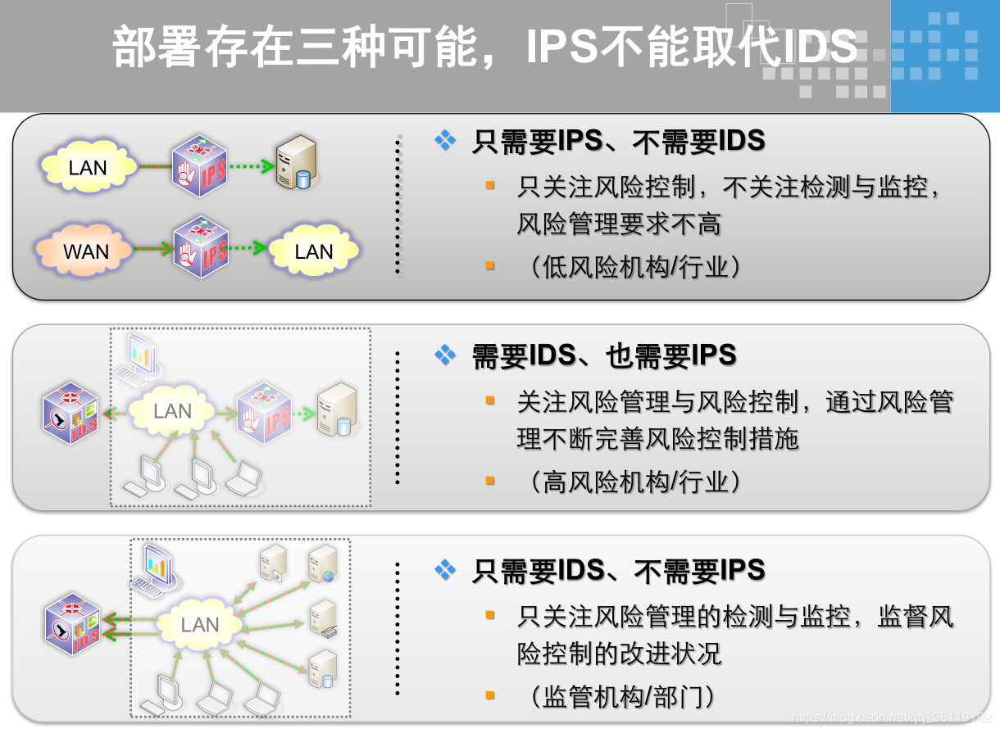 部署存在三种可能，IPS不能取代IDS
LAN
IPS
WAN
IPS
LAN
只需要IPS、不需要IDS
只关注风险控制，不关注检测与监控，
风险管理要求不高
（低风险机构/行业）
IDS
LAN
IPS
需要IDS、也需要IPS
关注风险管理与风险控制，通过风险管
理不断完善风险控制措施
（高风险机构/行业）
IDS
LAN
只需要IDS、不需要IPS
只关注风险管理的检测与监控，监督风
险控制的改进状况
（监管机构/部门）
https://blog.csdn.net/qq_36119192